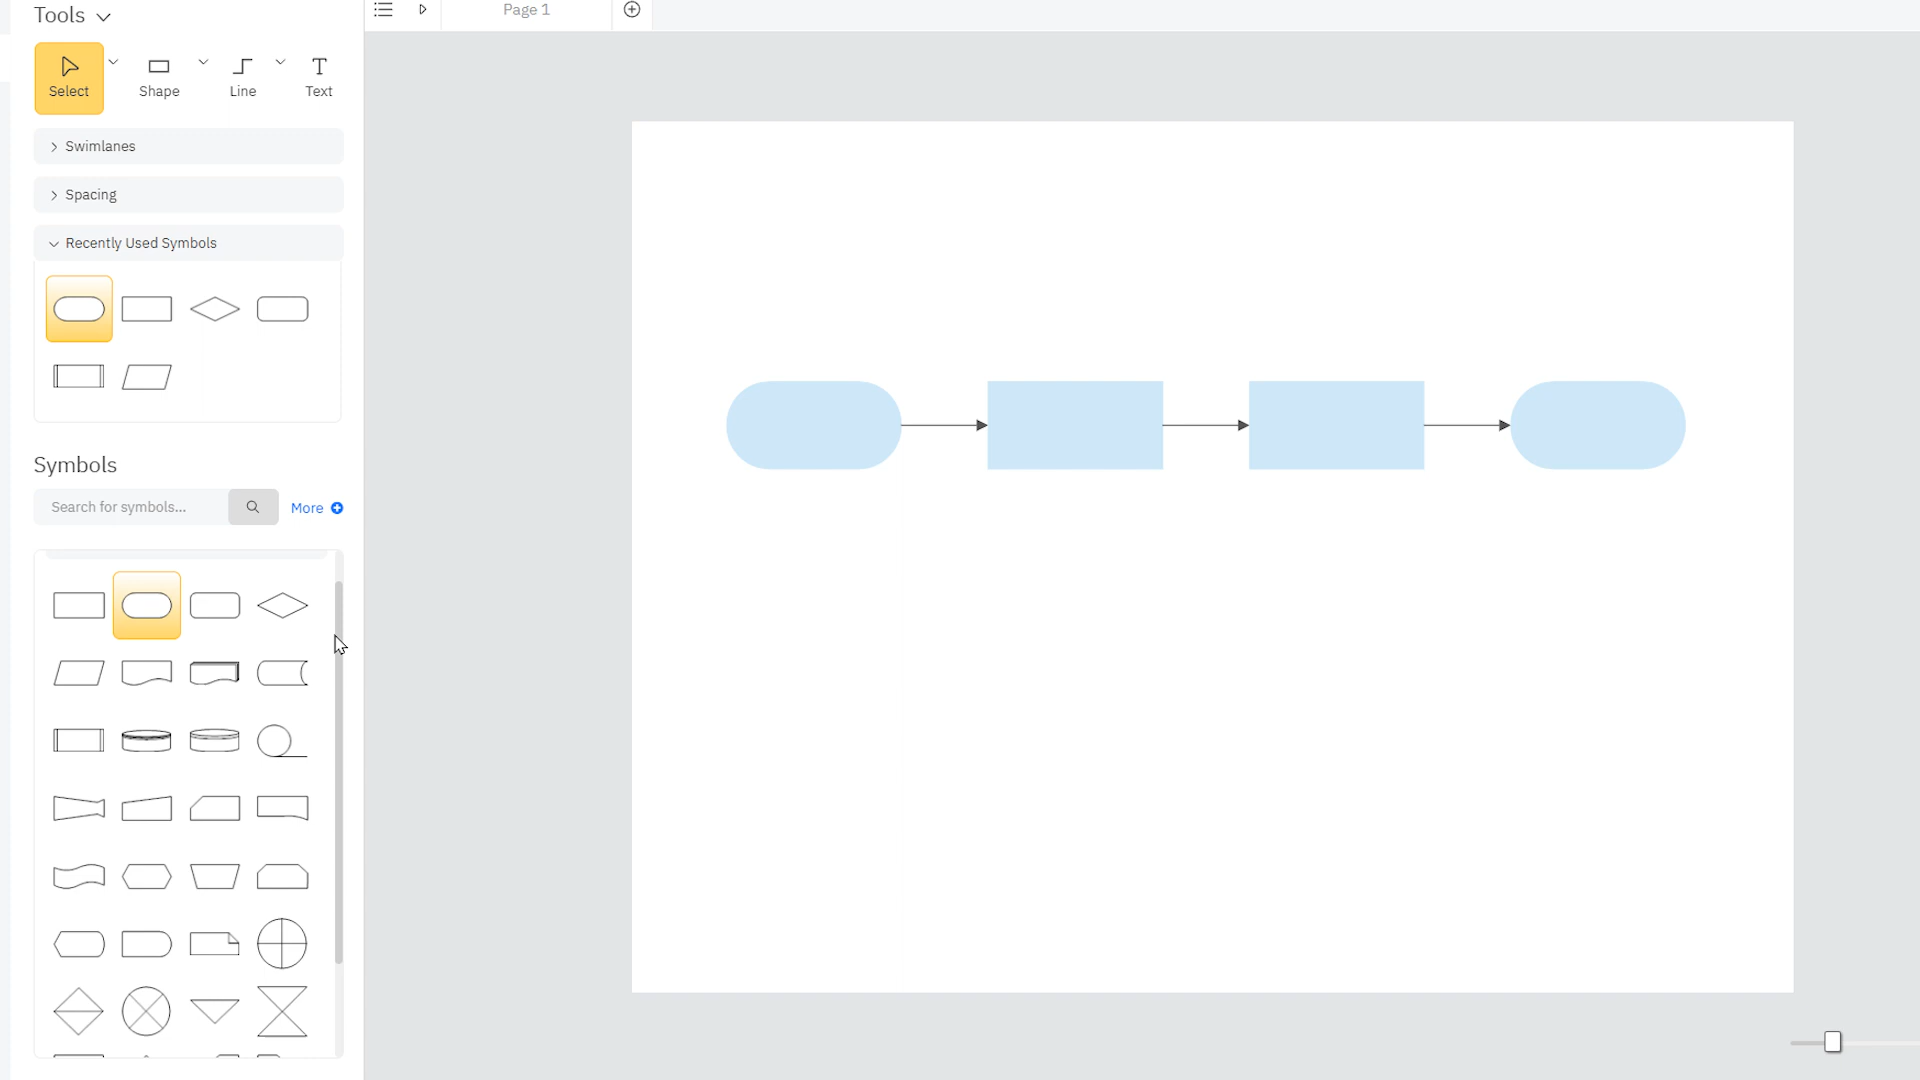 Tools
Page 1
Select
Shape
Line
Text
Swimlanes
Spacing
Recently Used Symbols
Symbols
Search for symbols...
More